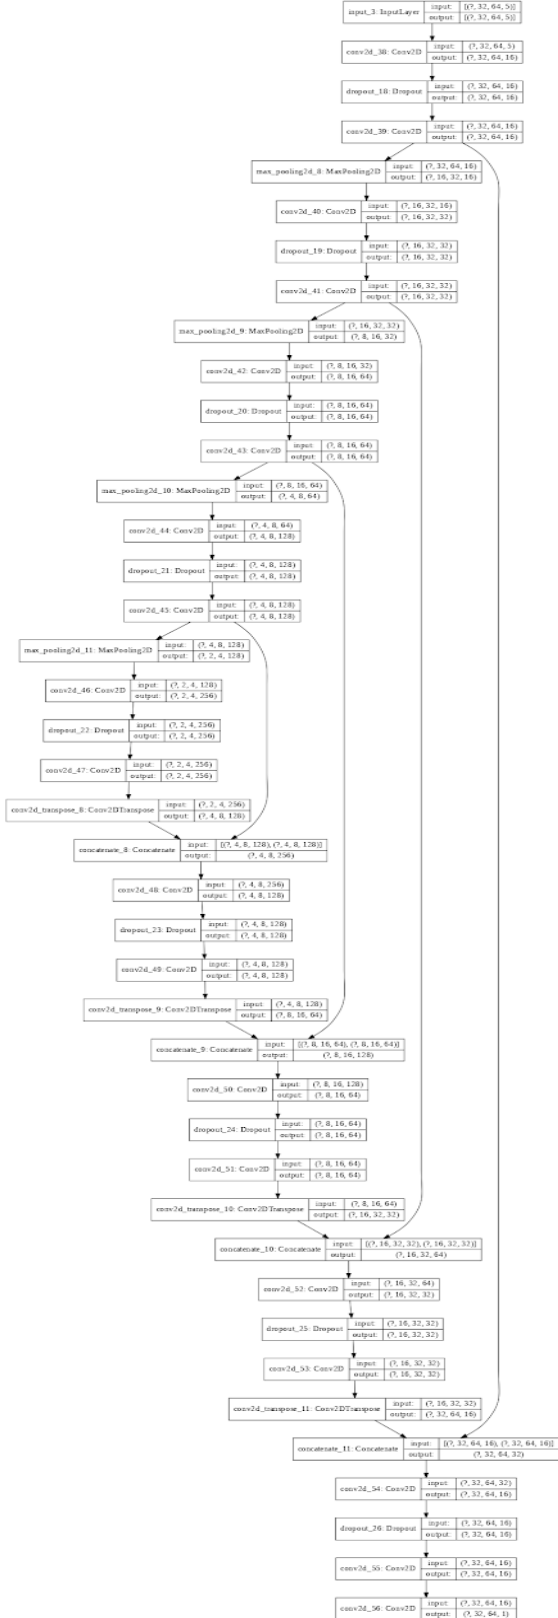 input_3: InputLayer
input: [(?, 32, 64, 5)]
output: [(?, 32, 64, 5)]
conv2d_38: Conv2D
input: (?, 32, 64, 5)
output: (?, 32, 64, 16)
dropout_18: Dropout
input: (?, 32, 64, 16)
output: (?, 32, 64, 16)
conv2d_39: Conv2D
input: (?, 32, 64, 16)
output: (?, 32, 64, 16)
max_pooling2d_8: MaxPooling2D
input: (?, 32, 64, 16)
output: (?, 16, 32, 16)
conv2d_40: Conv2D
input: (?, 16, 32, 16)
output: (?, 16, 32, 32)
dropout_19: Dropout
input: (?, 16, 32, 32)
output: (?, 16, 32, 32)
conv2d_41: Conv2D
input: (?, 16, 32, 32)
output: (?, 16, 32, 32)
max_pooling2d_9: MaxPooling2D
input: (?, 16, 32, 32)
output: (?, 8, 16, 32)
conv2d_42: Conv2D
input: (?, 8, 16, 32)
output: (?, 8, 16, 64)
dropout_20: Dropout
input: (?, 8, 16, 64)
output: (?, 8, 16, 64)
conv2d_43: Conv2D
input: (?, 8, 16, 64)
output: (?, 8, 16, 64)
max_pooling2d_10: MaxPooling2D
input: (?, 8, 16, 64)
output: (?, 4, 8, 64)
conv2d_44: Conv2D
input: (?, 4, 8, 64)
output: (?, 4, 8, 128)
dropout_21: Dropout
input: (?, 4, 8, 128)
output: (?, 4, 8, 128)
conv2d_45: Conv2D
input: (?, 4, 8, 128)
output: (?, 4, 8, 128)
max_pooling2d_11: MaxPooling2D
input: (?, 4, 8, 128)
output: (?, 2, 4, 128)
conv2d_46: Conv2D
input: (?, 2, 4, 128)
output: (?, 2, 4, 256)
dropout_22: Dropout
input: (?, 2, 4, 256)
output: (?, 2, 4, 256)
conv2d_47: Conv2D
input: (?, 2, 4, 256)
output: (?, 2, 4, 256)
conv2d_transpose_8: Conv2DTranspose
input: (?, 2, 4, 256)
output: (?, 4, 8, 128)
concatenate_8: Concatenate
input: [(?, 4, 8, 128), (?, 4, 8, 128)]
output: (?, 4, 8, 256)
conv2d_48: Conv2D
input: (?, 4, 8, 256)
output: (?, 4, 8, 128)
dropout_23: Dropout
input: (?, 4, 8, 128)
output: (?, 4, 8, 128)
conv2d_49: Conv2D
input: (?, 4, 8, 128)
output: (?, 4, 8, 128)
conv2d_transpose_9: Conv2DTranspose
input: (?, 4, 8, 128)
output: (?, 8, 16, 64)
concatenate_9: Concatenate
input: [(?, 8, 16, 64), (?, 8, 16, 64)]
output: (?, 8, 16, 128)
conv2d_50: Conv2D
input: (?, 8, 16, 128)
output: (?, 8, 16, 64)
dropout_24: Dropout
input: (?, 8, 16, 64)
output: (?, 8, 16, 64)
conv2d_51: Conv2D
input: (?, 8, 16, 64)
output: (?, 8, 16, 64)
conv2d_transpose_10: Conv2DTranspose
input: (?, 8, 16, 64)
output: (?, 16, 32, 32)
concatenate_10: Concatenate
input: [(?, 16, 32, 32), (?, 16, 32, 32)]
output: (?, 16, 32, 64)
conv2d_52: Conv2D
input: (?, 16, 32, 64)
output: (?, 16, 32, 32)
dropout_25: Dropout
input: (?, 16, 32, 32)
output: (?, 16, 32, 32)
conv2d_53: Conv2D
input: (?, 16, 32, 32)
output: (?, 16, 32, 32)
conv2d_transpose_11: Conv2DTranspose
input: (?, 16, 32, 32)
output: (?, 32, 64, 16)
concatenate_11: Concatenate
input: [(?, 32, 64, 16), (?, 32, 64, 16)]
output: (?, 32, 64, 32)
conv2d_54: Conv2D
input: (?, 32, 64, 32)
output: (?, 32, 64, 16)
dropout_26: Dropout
input: (?, 32, 64, 16)
output: (?, 32, 64, 16)
conv2d_55: Conv2D
input: (?, 32, 64, 16)
output: (?, 32, 64, 16)
conv2d_56: Conv2D
input: (?, 32, 64, 16)
output: (?, 32, 64, 1)